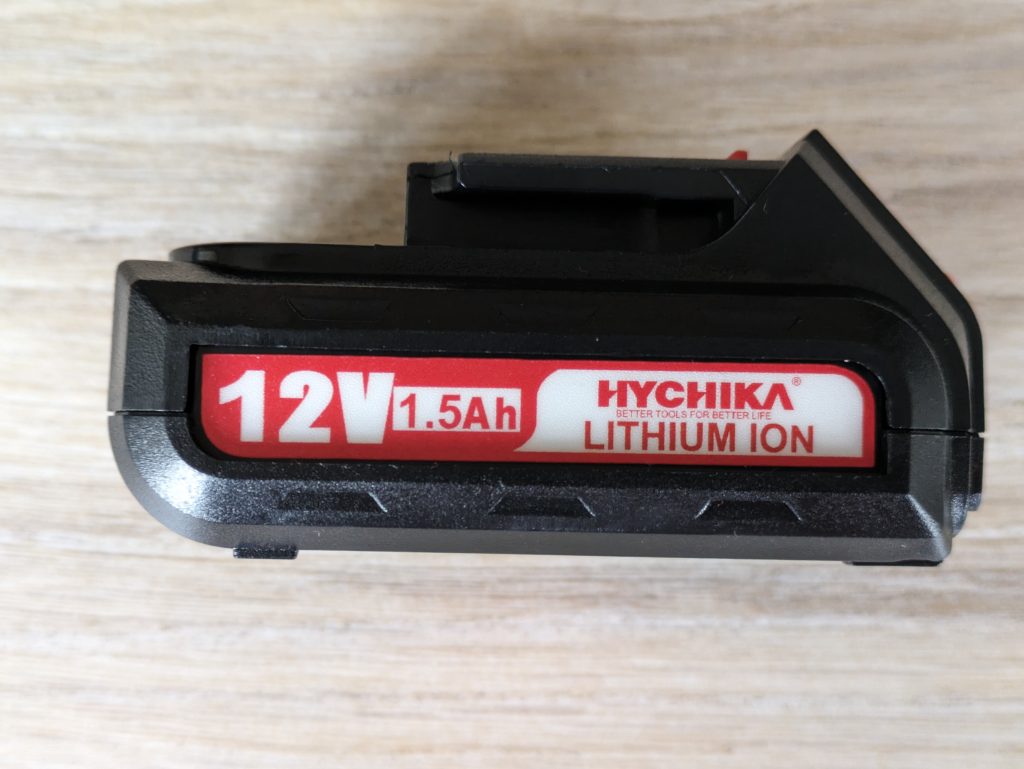 12V 1.5Ah
HYCHIKA®
BETTER TOOLS FOR BETTER LIFE
LITHIUM ION